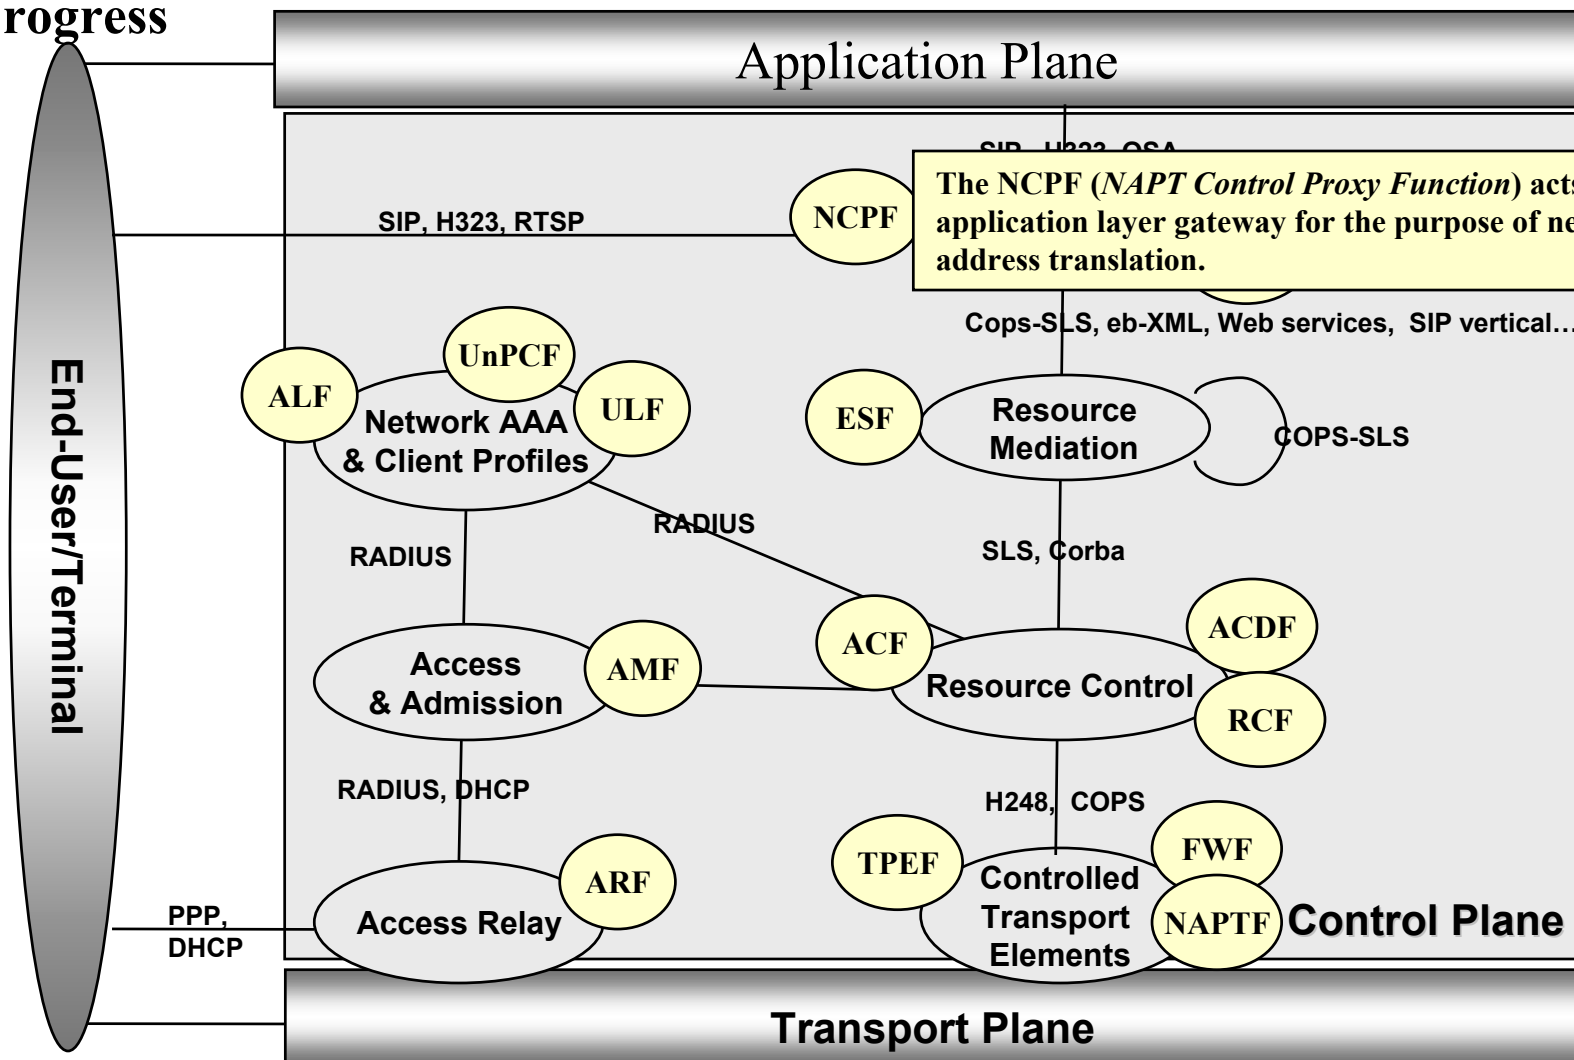 rogress
Application Plane
SIP, H323, OSA
The NCPF (NAPT Control Proxy Function) acts
application layer gateway for the purpose of ne
address translation.
NCPF
SIP, H323, RTSP
Cops-SLS, eb-XML, Web services, SIP vertical...
UnPCF
ALF
ULF
Network AAA
& Client Profiles
ESF
Resource
Mediation
COPS-SLS
End-User/Terminal
RADIUS
RADIUS
SLS, Corba
ACF
ACDF
Access
& Admission
AMF
Resource Control
RCF
RADIUS, DHCP
H248, COPS
TPEF
FWF
ARF
Controlled
Transport
Elements
Access Relay
NAPTF
Control Plane
PPP,
DHCP
Transport Plane